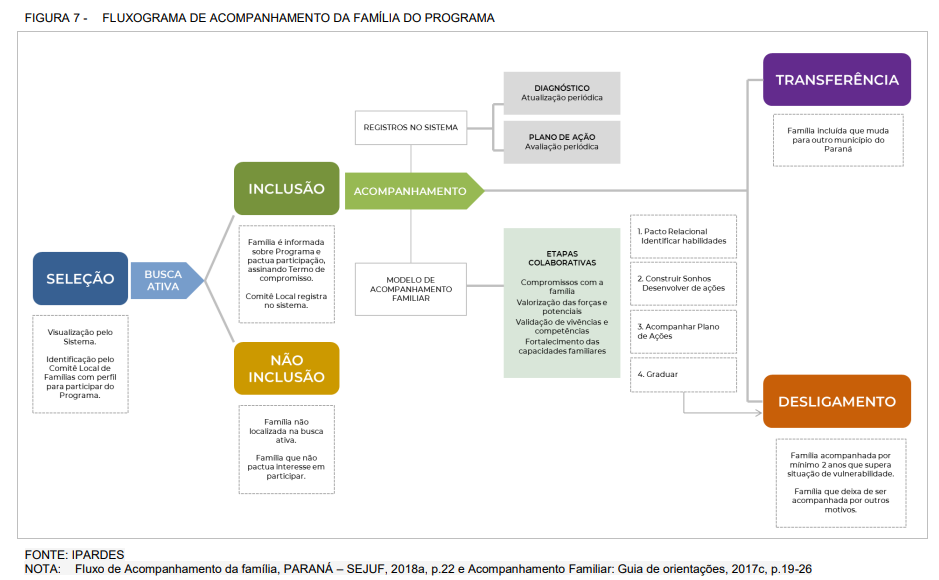 FIGURA 7 - FLUXOGRAMA DE ACOMPANHAMENTO DA FAMÍLIA DO PROGRAMA
SELEÇÃO
Visualização pelo
Sistema.
Identificação pelo
Comitê Local de
Famílias com perfil
para participar do
Programa.
BUSCA
ATIVA
INCLUSÃO
Família é informada
sobre Programa e
pactua participação,
assinando Termo de
compromisso.
Comitê Local registra
no sistema.
NÃO
INCLUSÃO
Família não
localizada na busca
ativa.
Família que não
pactua interesse em
participar.
ACOMPANHAMENTO
REGISTROS NO SISTEMA
DIAGNÓSTICO
Atualização periódica
PLANO DE AÇÃO
Avaliação periódica
MODELO DE
ACOMPANHAMENTO
FAMILIAR
ETAPAS
COLABORATIVAS
Compromissos com a
família
Valorização das forças e
potenciais
Validação de vivências e
competências
Fortalecimento das
capacidades familiares
1. Pacto Relacional
Identificar habilidades
2. Construir Sonhos
Desenvolver de ações
3. Acompanhar Plano
de Ações
4. Graduar
TRANSFERÊNCIA
Família incluída que muda
para outro município do
Paraná
DESLIGAMENTO
Família acompanhada por
mínimo 2 anos que supera
situação de vulnerabilidade.
Família que deixa de ser
acompanhada por outros
motivos.
FONTE: IPARDES
NOTA: Fluxo de Acompanhamento da família, PARANÁ – SEJUF, 2018a, p.22 e Acompanhamento Familiar: Guia de orientações, 2017c, p.19-26